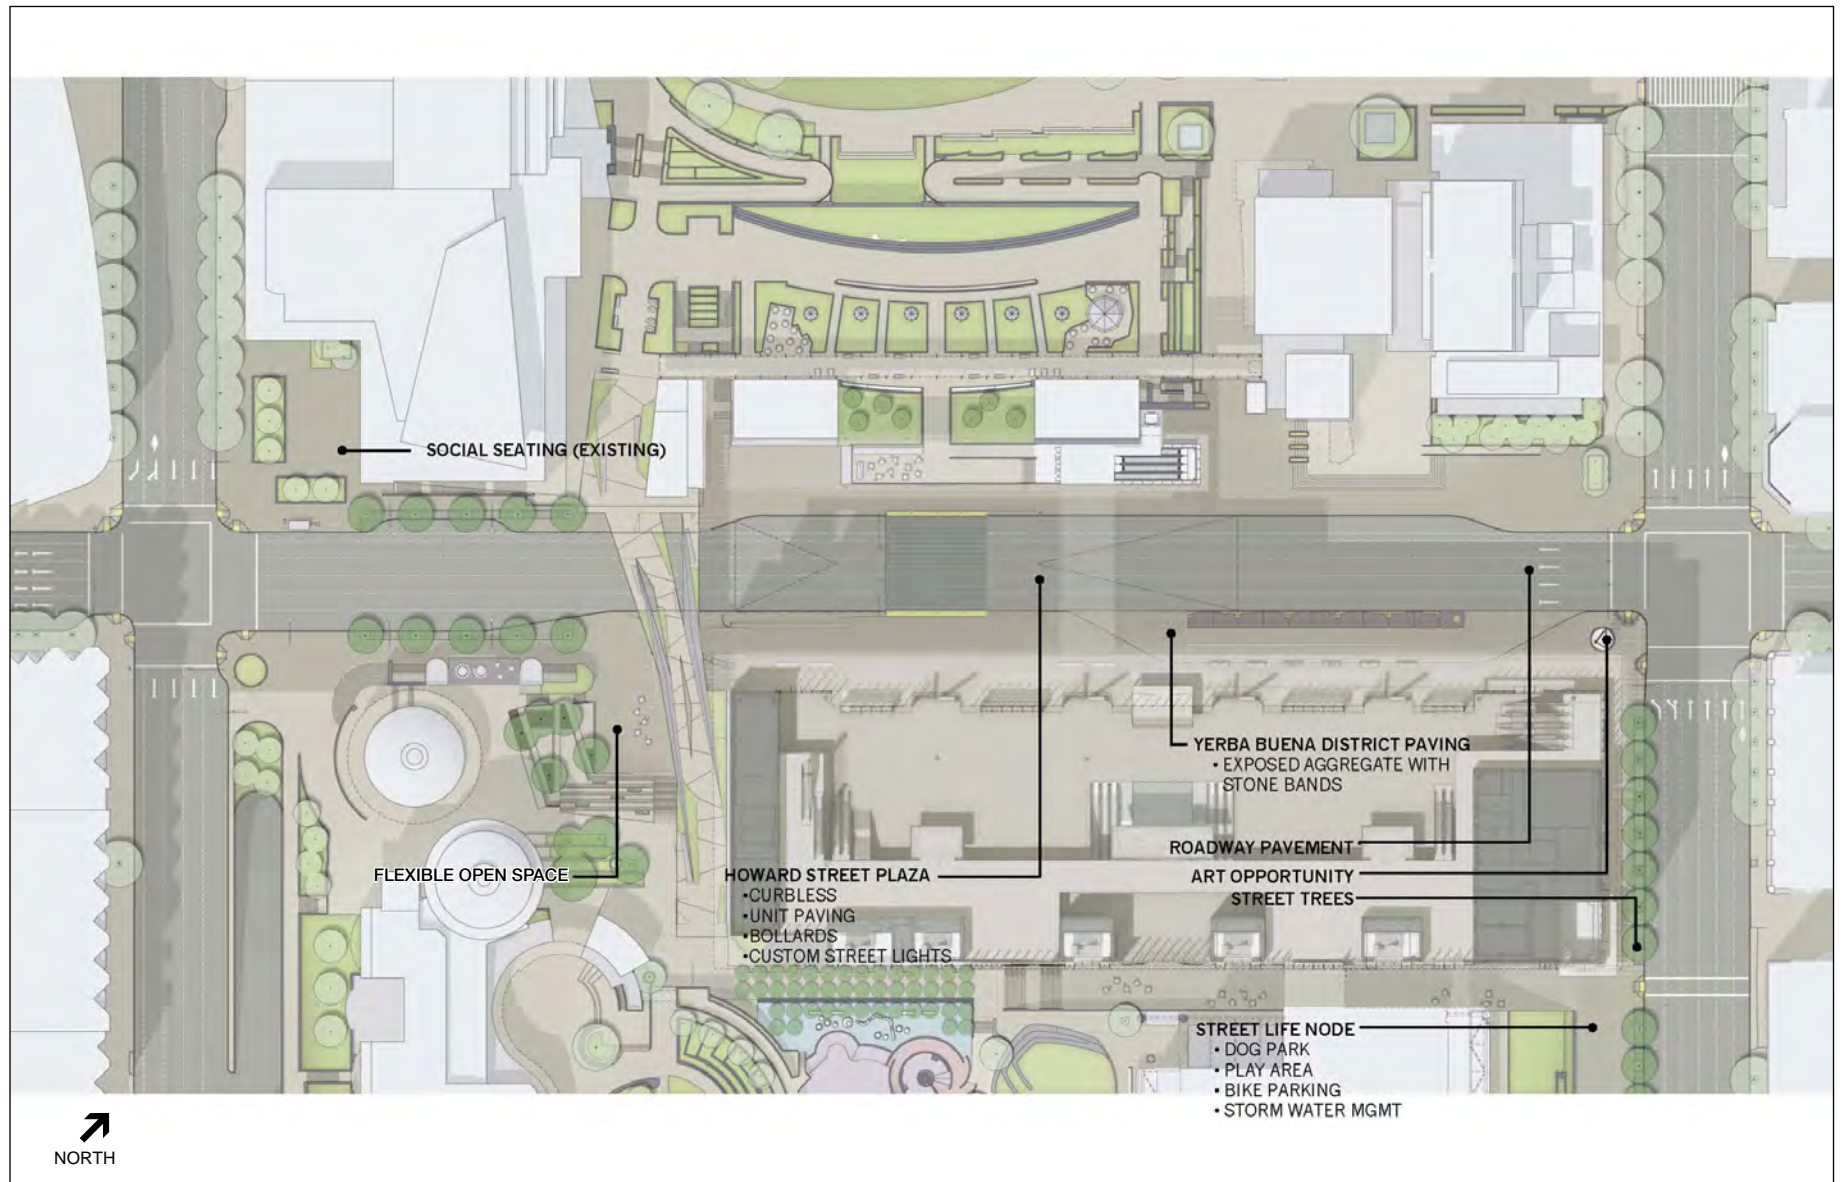 SOCIAL SEATING (EXISTING)
YERBA BUENA DISTRICT PAVING
• EXPOSED AGGREGATE WITH
STONE BANDS
ROADWAY PAVEMENT
ART OPPORTUNITY
STREET TREES
FLEXIBLE OPEN SPACE
HOWARD STREET PLAZA
•CURBLESS
•UNIT PAVING
•BOLLARDS
•CUSTOM STREET LIGHTS
STREET LIFE NODE
• DOG PARK
• PLAY AREA
• BIKE PARKING
• STORM WATER MGMT
NORTH